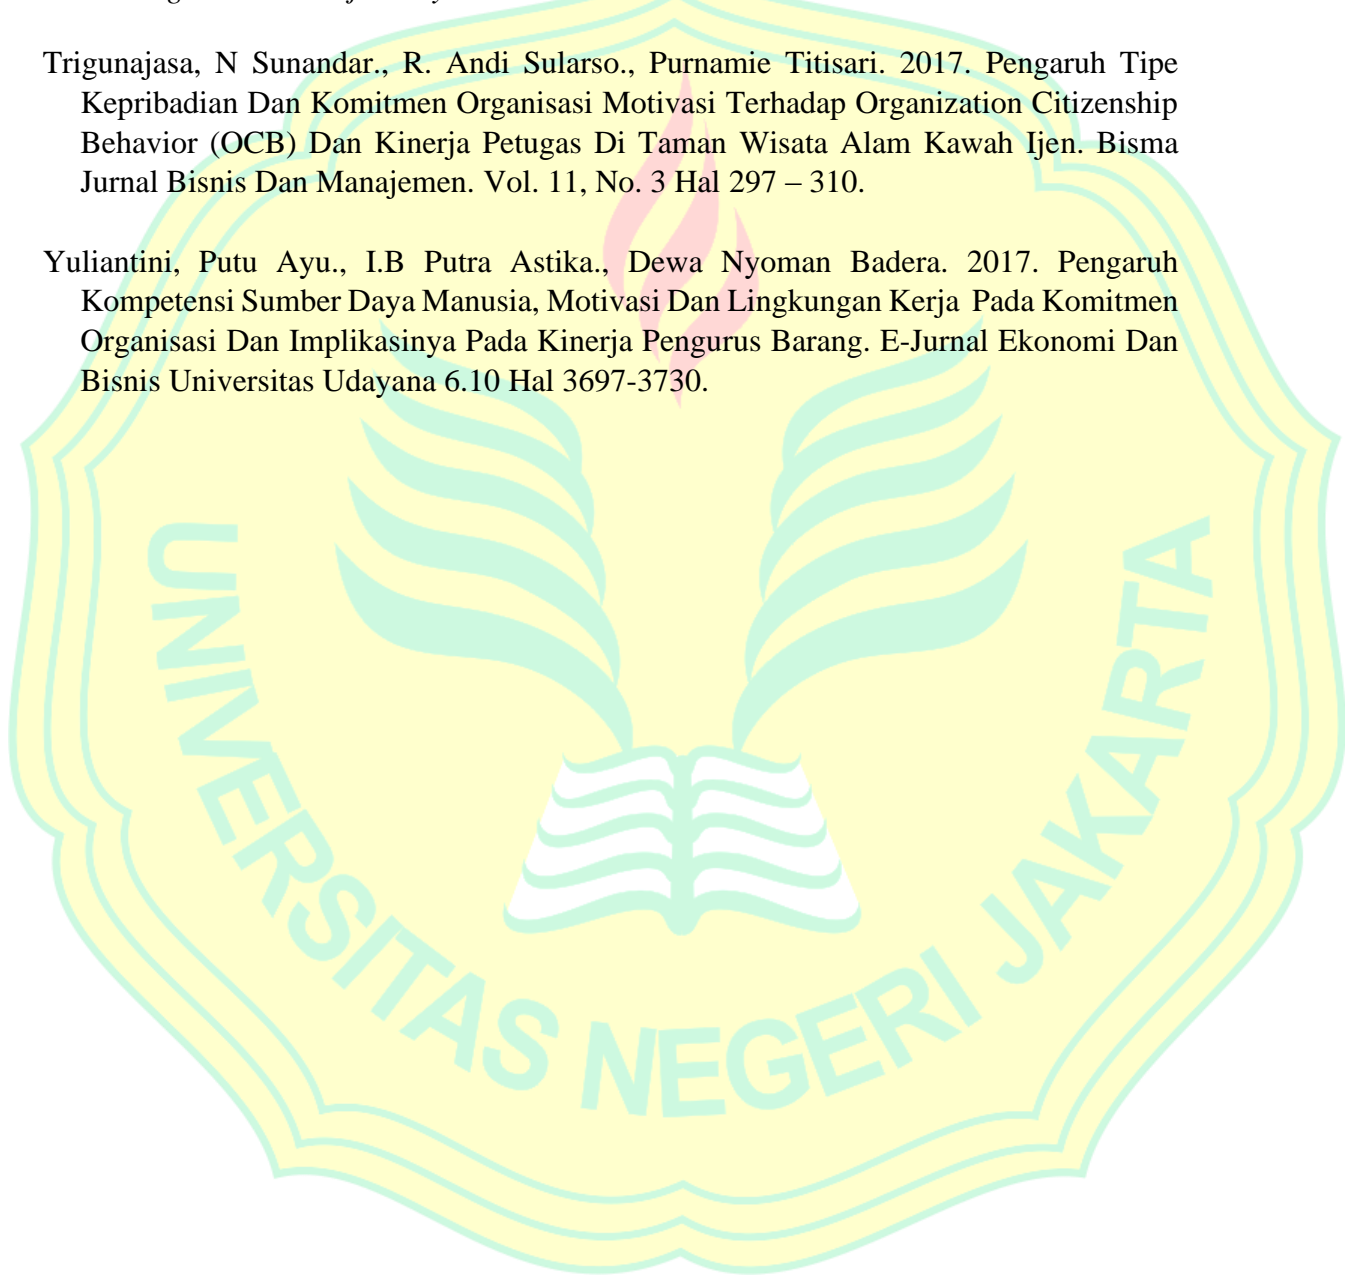 Trigunajasa, N Sunandar., R. Andi Sularso., Purnamie Titisari. 2017. Pengaruh Tipe
Kepribadian Dan Komitmen Organisasi Motivasi Terhadap Organization Citizenship
Behavior (OCB) Dan Kinerja Petugas Di Taman Wisata Alam Kawah Ijen. Bisma
Jurnal Bisnis Dan Manajemen. Vol. 11, No. 3 Hal 297 – 310.
Yuliantini, Putu Ayu., I.B Putra Astika., Dewa Nyoman Badera. 2017. Pengaruh
Kompetensi Sumber Daya Manusia, Motivasi Dan Lingkungan Kerja Pada Komitmen
Organisasi Dan Implikasinya Pada Kinerja Pengurus Barang. E-Jurnal Ekonomi Dan
Bisnis Universitas Udayana 6.10 Hal 3697-3730.
UNIVERSITAS NEGERI JAKARTA